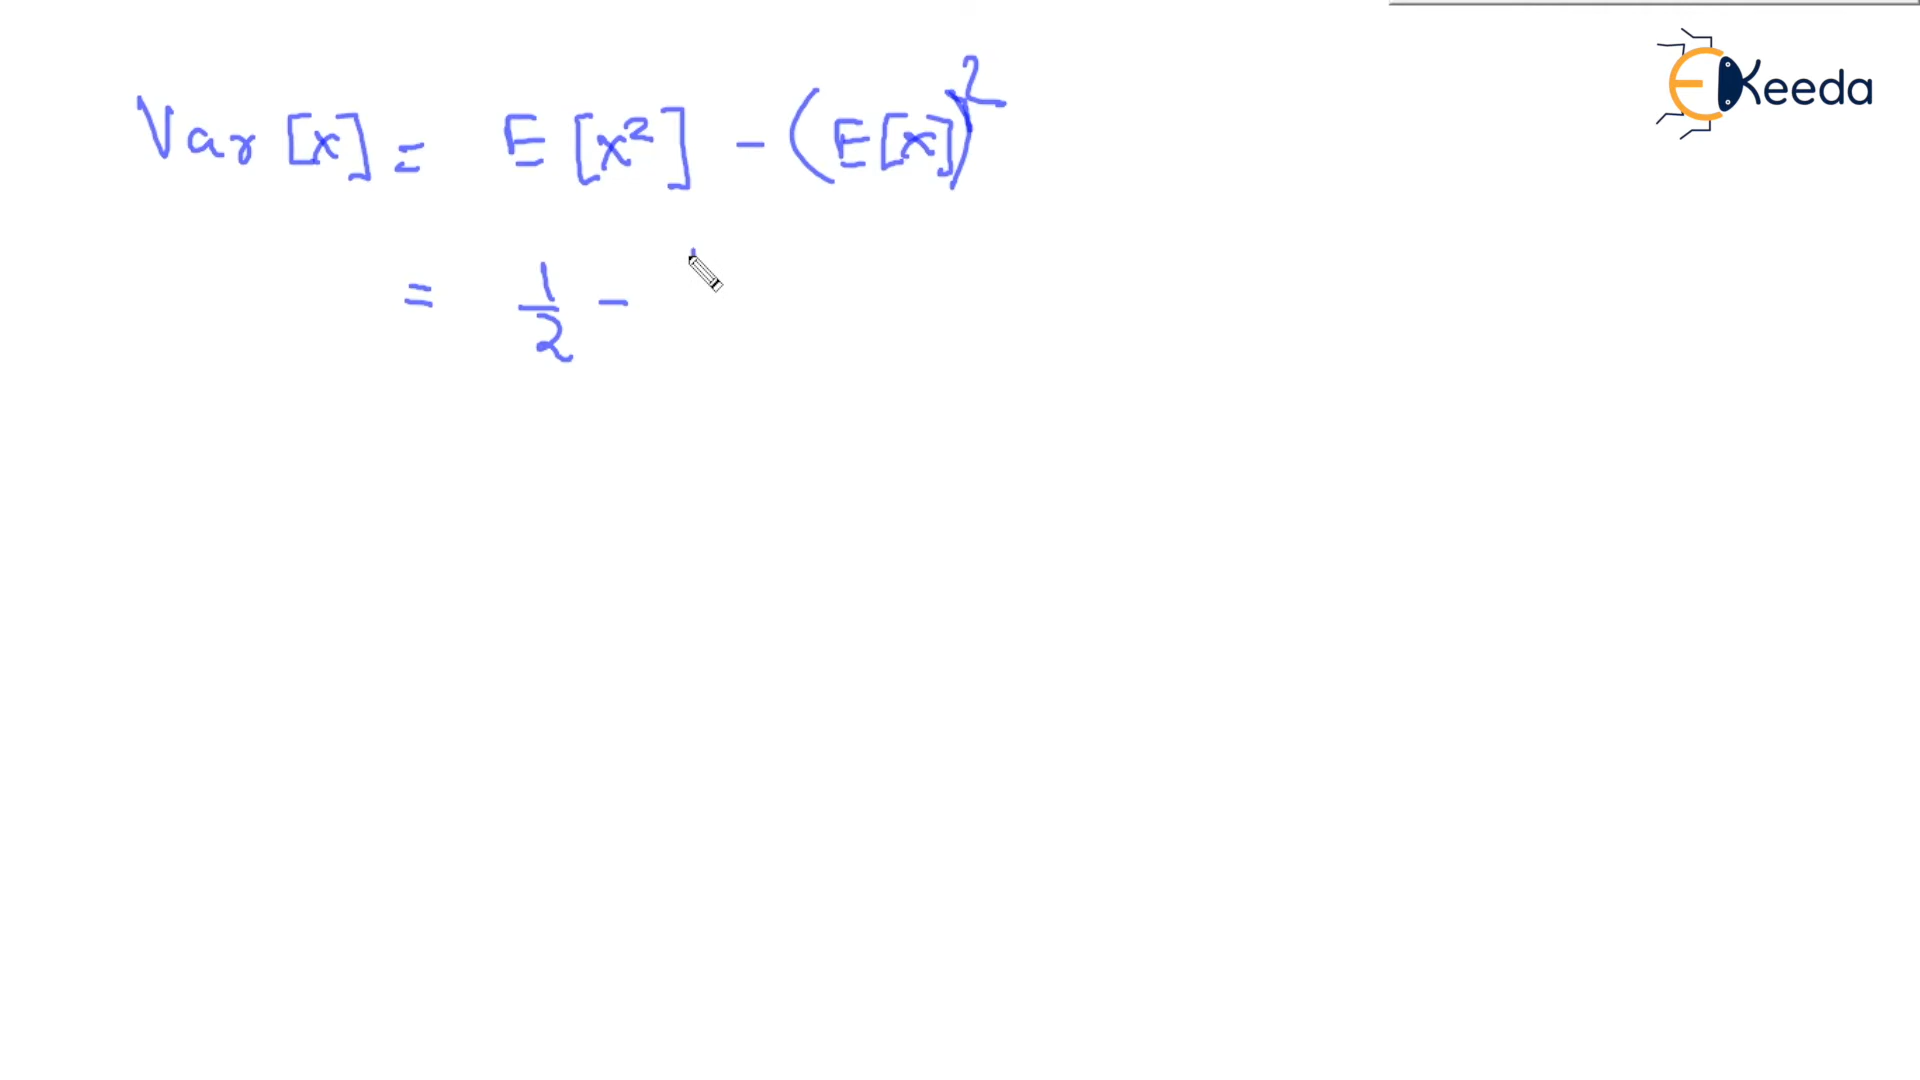 EKeeda
Var [x] = E [x²] - (E[x])²
= 1/2 -